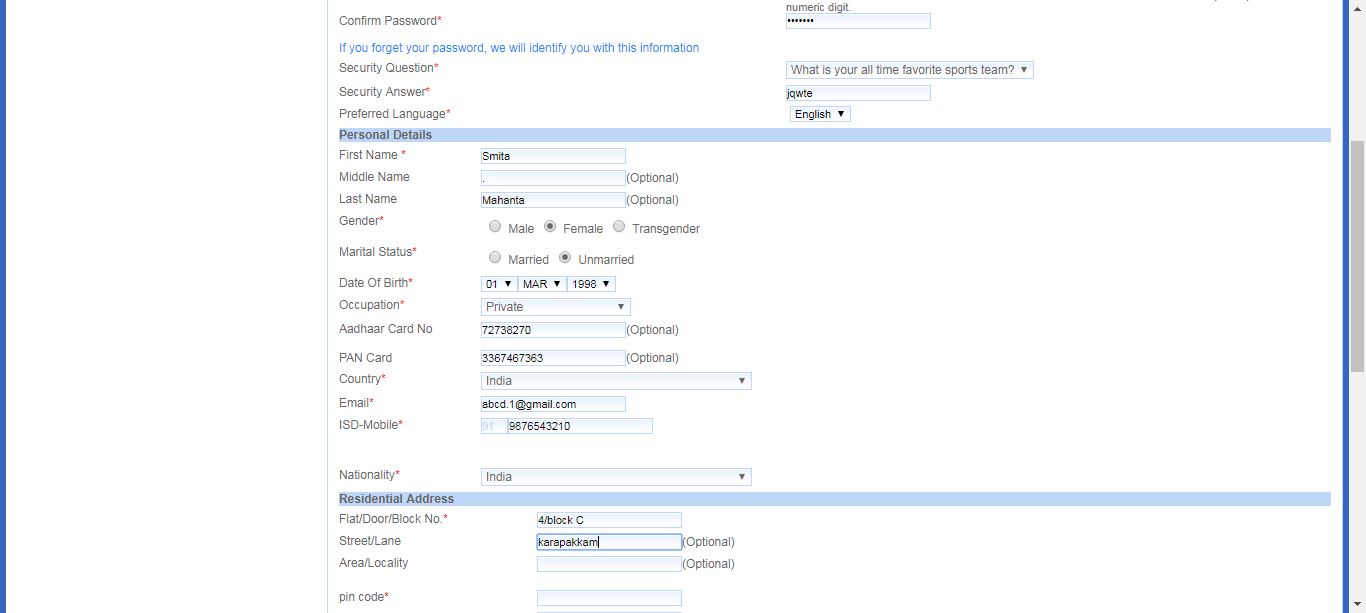 numeric digit.
Confirm Password* •••••••
If you forget your password, we will identify you with this information
Security Question* What is your all time favorite sports team?
Security Answer* jqwte
Preferred Language* English
Personal Details
First Name * Smita
Middle Name . (Optional)
Last Name Mahanta (Optional)
Gender* Male Female Transgender
Marital Status* Married Unmarried
Date Of Birth* 01 MAR 1998
Occupation* Private
Aadhaar Card No 72738270 (Optional)
PAN Card 3367467363 (Optional)
Country* India
Email* abcd.1@gmail.com
ISD-Mobile* 91 9876543210
Nationality* India
Residential Address
Flat/Door/Block No.* 4/block C
Street/Lane karapakkam (Optional)
Area/Locality (Optional)
pin code*